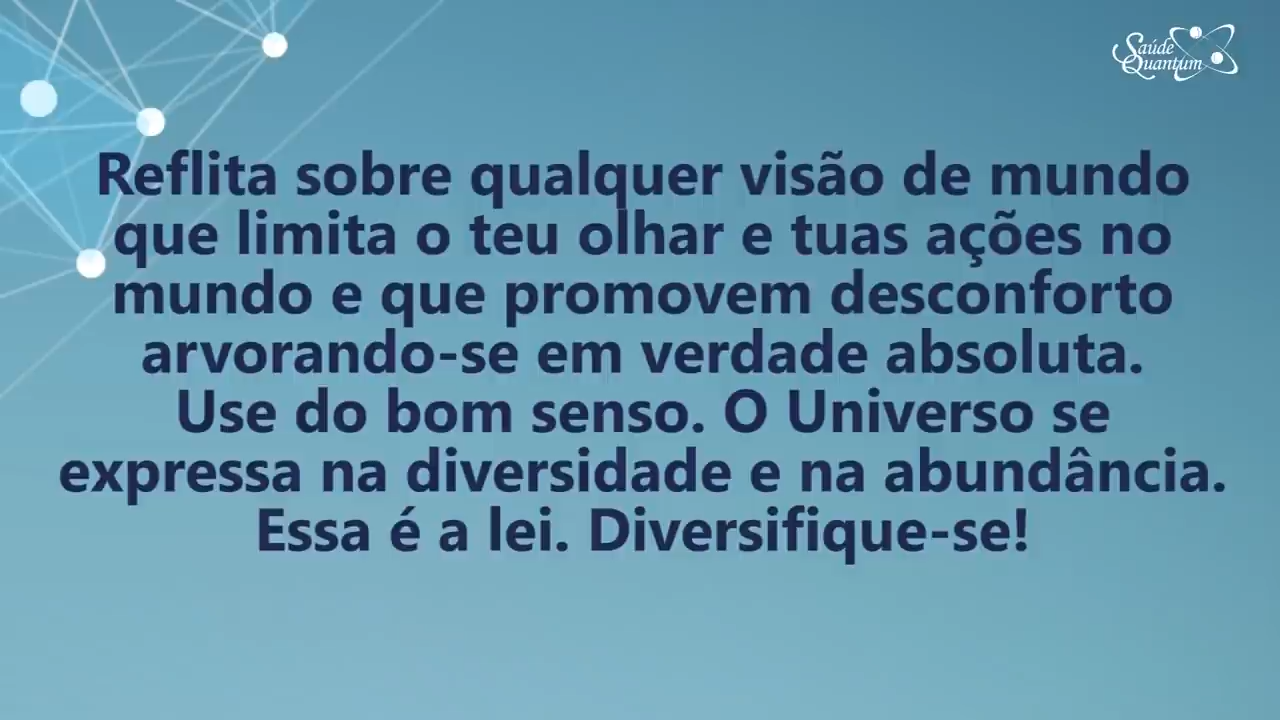 Saúde
Quantum
Reflita sobre qualquer visão de mundo
que limita o teu olhar e tuas ações no
mundo e que promovem desconforto
arvorando-se em verdade absoluta.
Use do bom senso. O Universo se
expressa na diversidade e na abundância.
Essa é a lei. Diversifique-se!